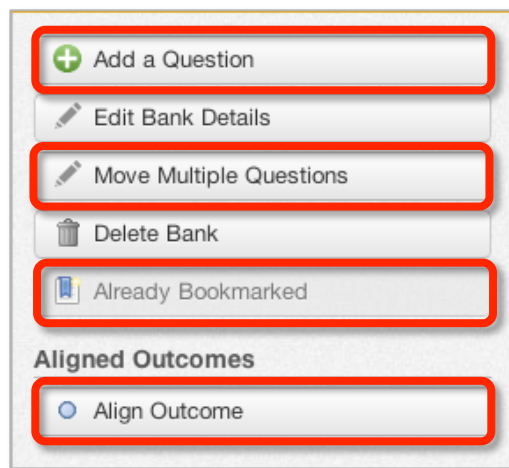 Add a Question
Edit Bank Details
Move Multiple Questions
Delete Bank
Already Bookmarked
Aligned Outcomes
Align Outcome